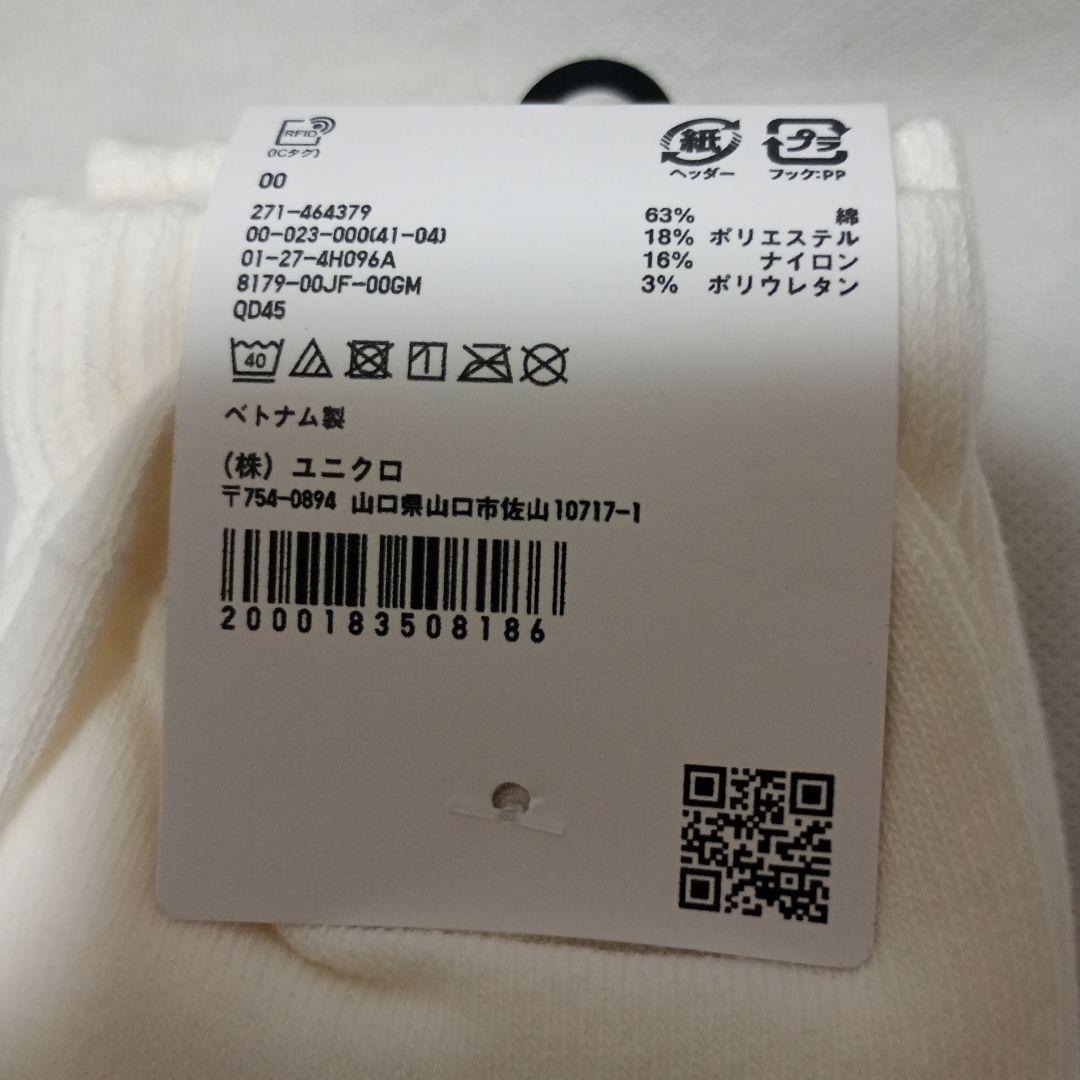 RFID
(ICタグ)
紙
ヘッダー
プラ
フック:PP
00
271-464379
00-023-000(41-04)
01-27-4H096A
8179-00JF-00GM
QD45
63% 綿
18% ポリエステル
16% ナイロン
3% ポリウレタン
40
ベトナム製
(株) ユニクロ
〒754-0894 山口県山口市佐山10717-1
2000183508186